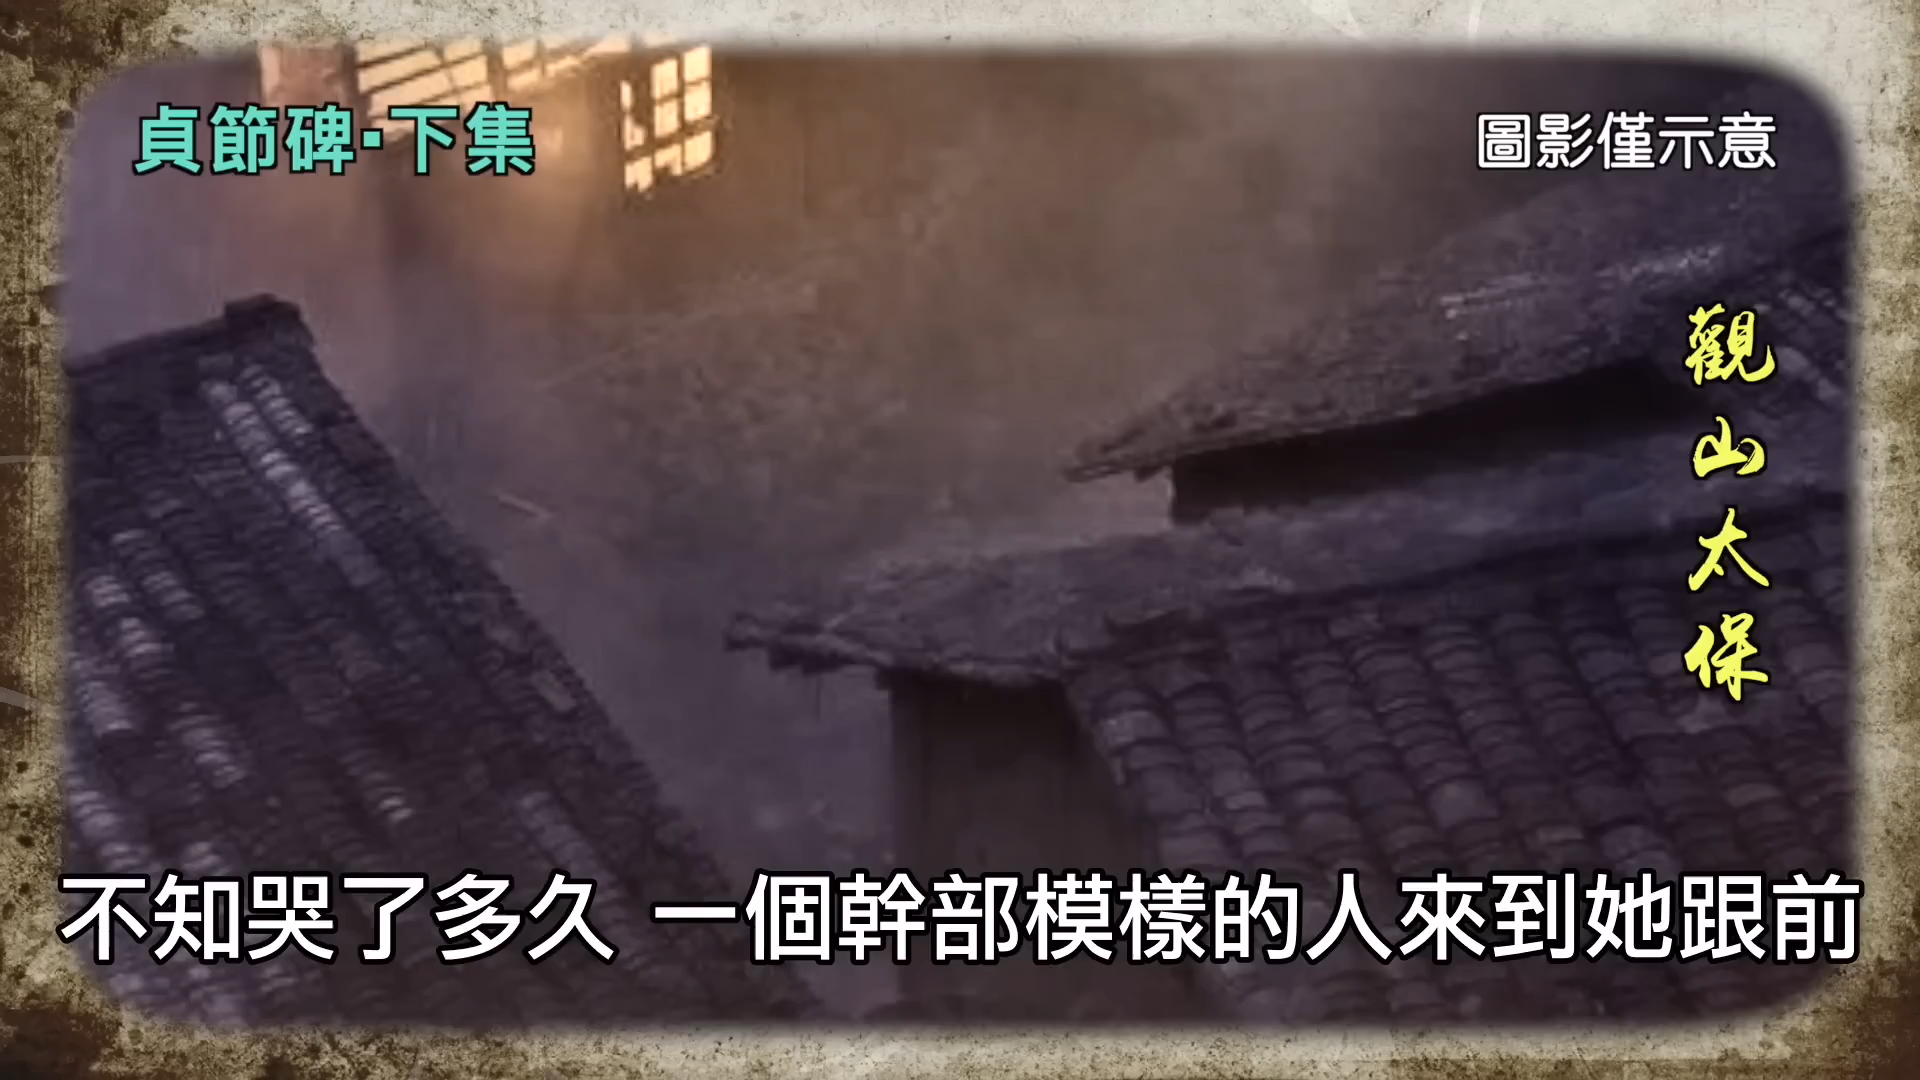 貞節碑·下集
圖影僅示意
觀山太保
不知哭了多久 一個幹部模樣的人來到她跟前